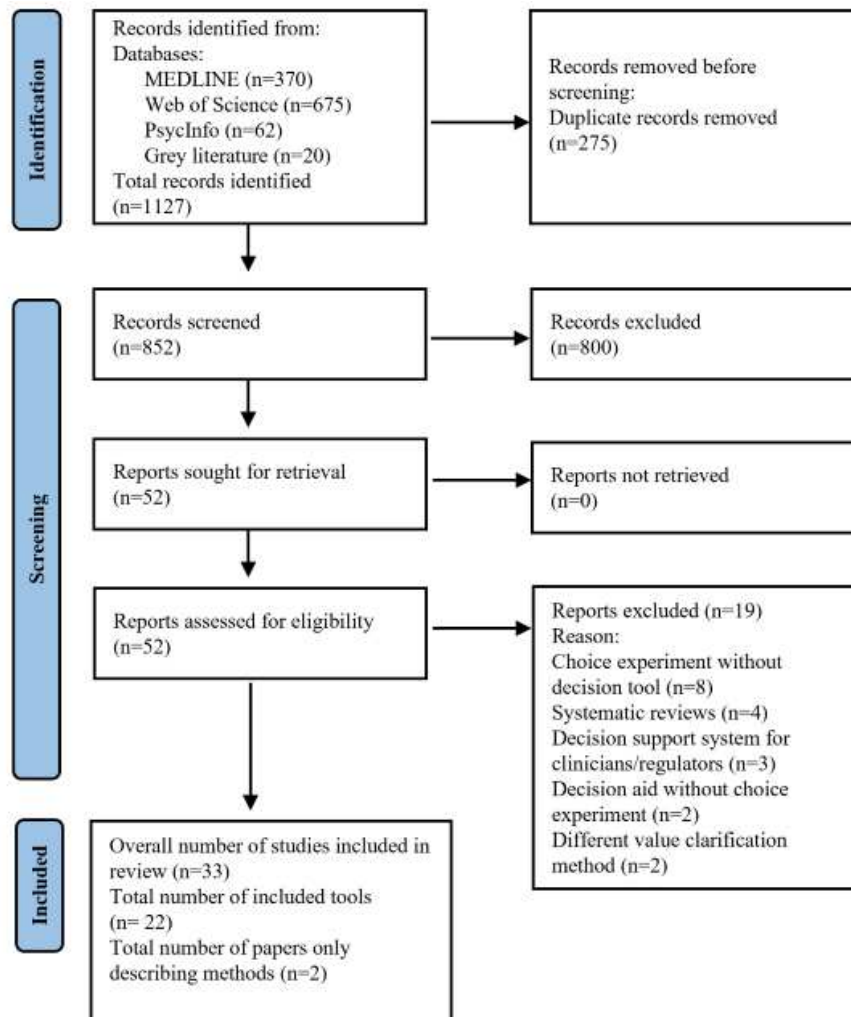 Identification
Records identified from:
Databases:
MEDLINE (n=370)
Web of Science (n=675)
PsycInfo (n=62)
Grey literature (n=20)
Total records identified
(n=1127)
Records removed before
screening:
Duplicate records removed
(n=275)
Screening
Records screened
(n=852)
Records excluded
(n=800)
Reports sought for retrieval
(n=52)
Reports not retrieved
(n=0)
Reports assessed for eligibility
(n=52)
Reports excluded (n=19)
Reason:
Choice experiment without
decision tool (n=8)
Systematic reviews (n=4)
Decision support system for
clinicians/regulators (n=3)
Decision aid without choice
experiment (n=2)
Different value clarification
method (n=2)
Included
Overall number of studies included in
review (n=33)
Total number of included tools
(n= 22)
Total number of papers only
describing methods (n=2)